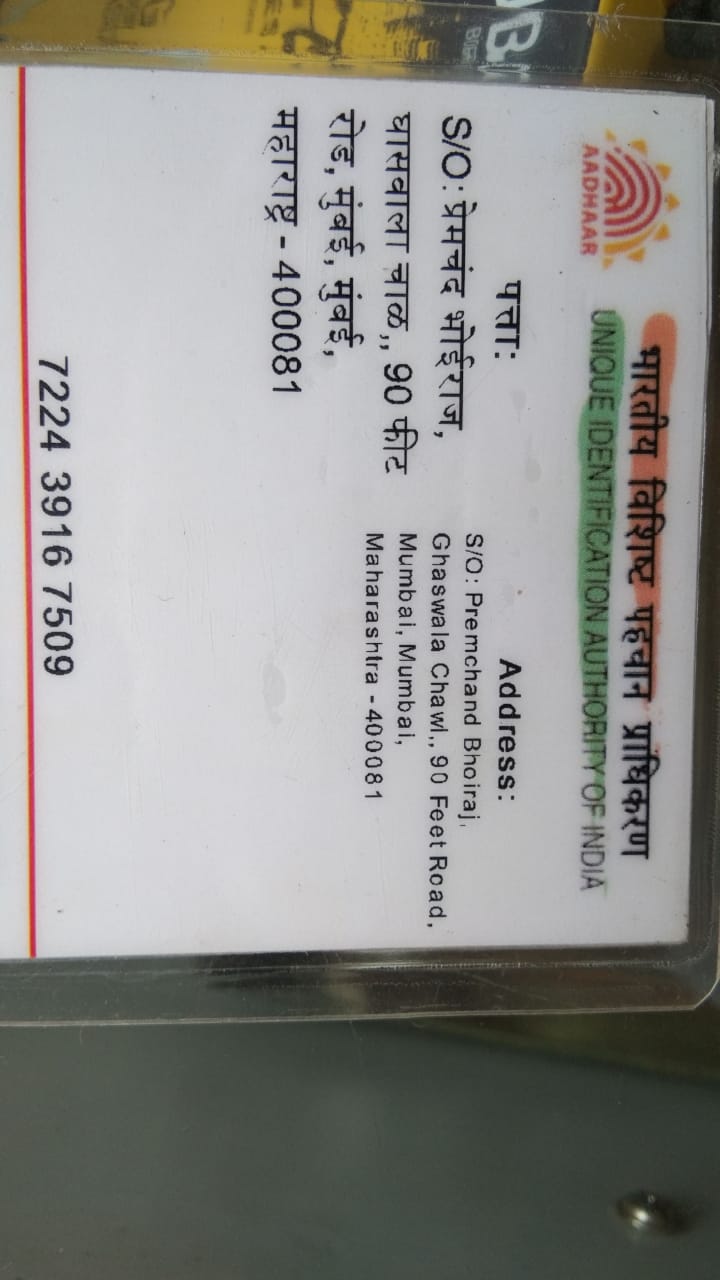 भारतीय विशिष्ट पहचान प्राधिकरण
UNIQUE IDENTIFICATION AUTHORITY OF INDIA
AADHAAR
पत्ता:
S/O: प्रेमचंद भोईराज,
घासवाला चाळ,, 90 फीट
रोड, मुंबई, मुंबई,
महाराष्ट्र - 400081
Address:
S/O: Premchand Bhoiraj,
Ghaswala Chawl,, 90 Feet Road,
Mumbai, Mumbai,
Maharashtra - 400081
7224 3916 7509